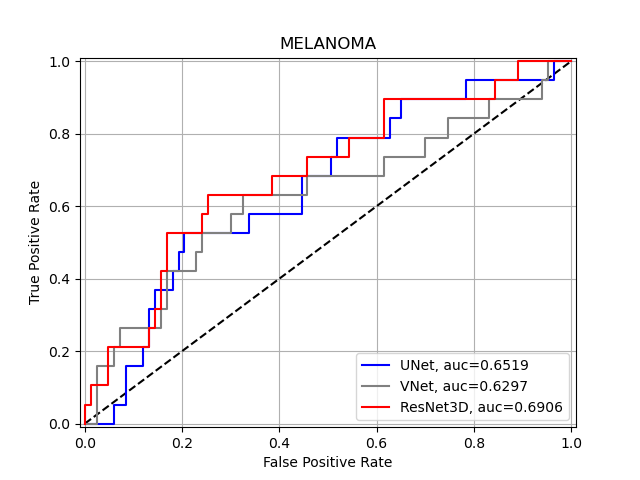 MELANOMA
1.0
0.8
0.6
0.4
0.2
0.0
True Positive Rate
UNet, auc=0.6519
VNet, auc=0.6297
ResNet3D, auc=0.6906
0.0 0.2 0.4 0.6 0.8 1.0
False Positive Rate